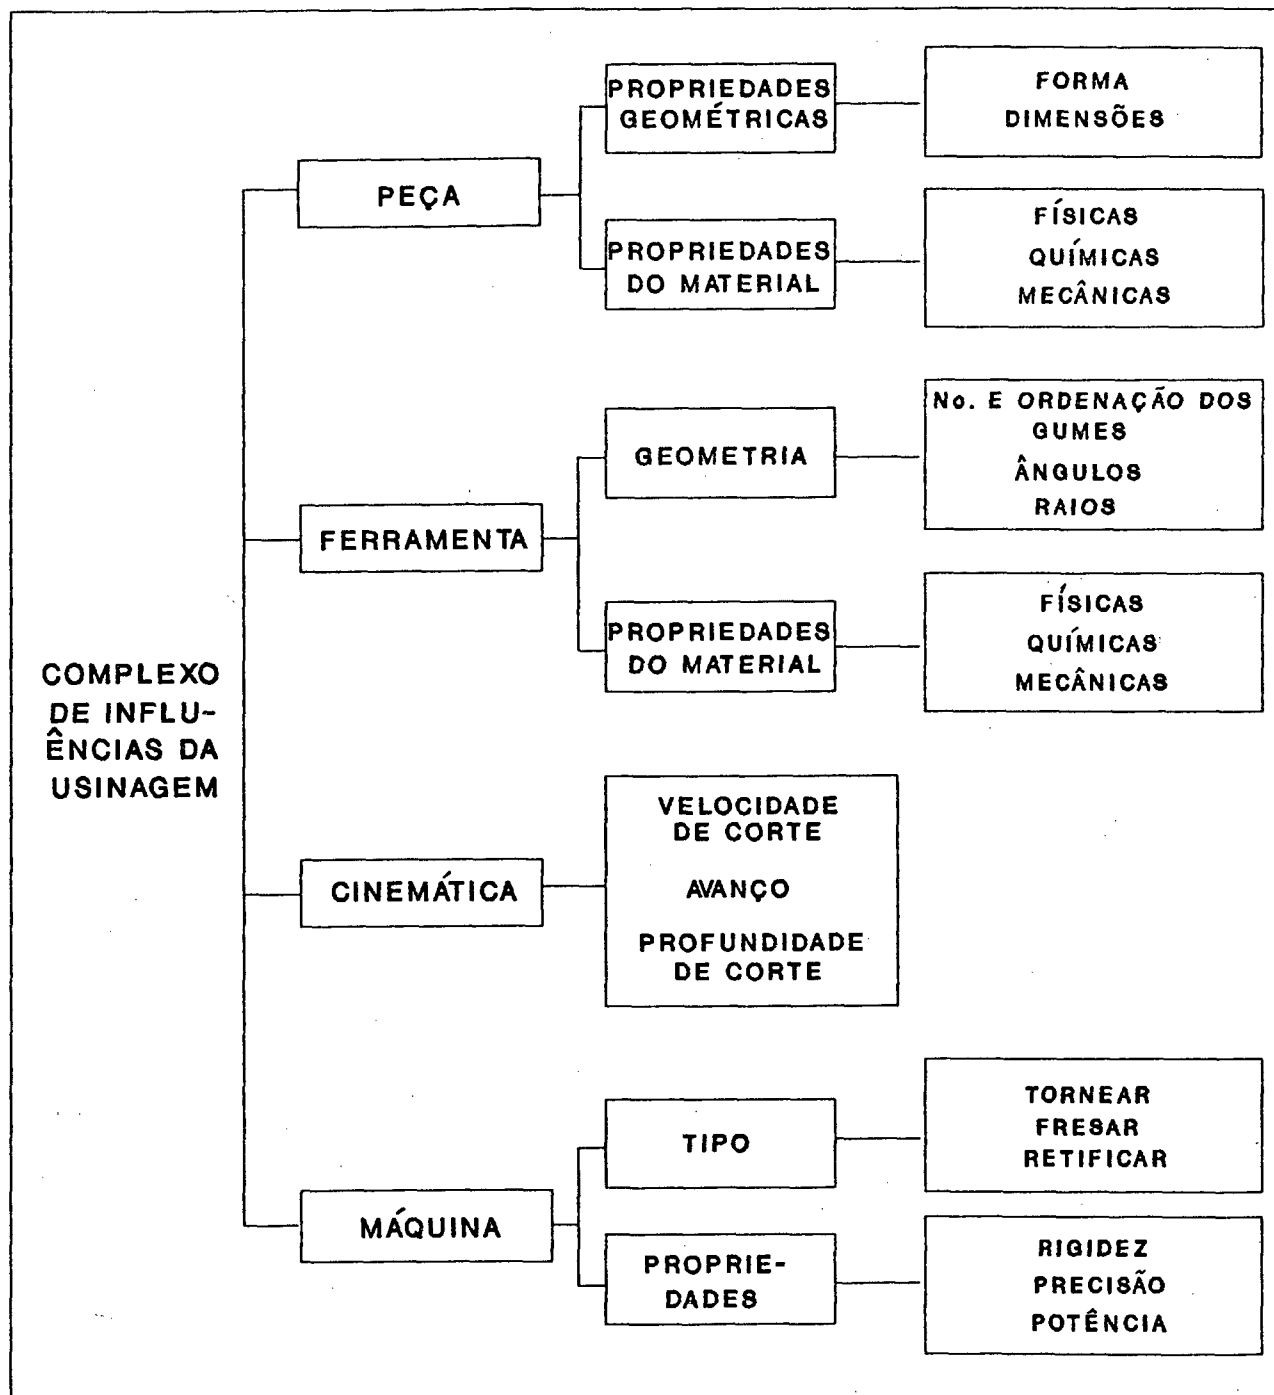 COMPLEXO
DE INFLU-
ÊNCIAS DA
USINAGEM
PEÇA
PROPRIEDADES
GEOMÉTRICAS
FORMA
DIMENSÕES
PROPRIEDADES
DO MATERIAL
FÍSICAS
QUÍMICAS
MECÂNICAS
FERRAMENTA
GEOMETRIA
No. E ORDENAÇÃO DOS
GUMES
ÂNGULOS
RAIOS
PROPRIEDADES
DO MATERIAL
FÍSICAS
QUÍMICAS
MECÂNICAS
CINEMÁTICA
VELOCIDADE
DE CORTE
AVANÇO
PROFUNDIDADE
DE CORTE
MÁQUINA
TIPO
TORNEAR
FRESAR
RETIFICAR
PROPRIE-
DADES
RIGIDEZ
PRECISÃO
POTÊNCIA